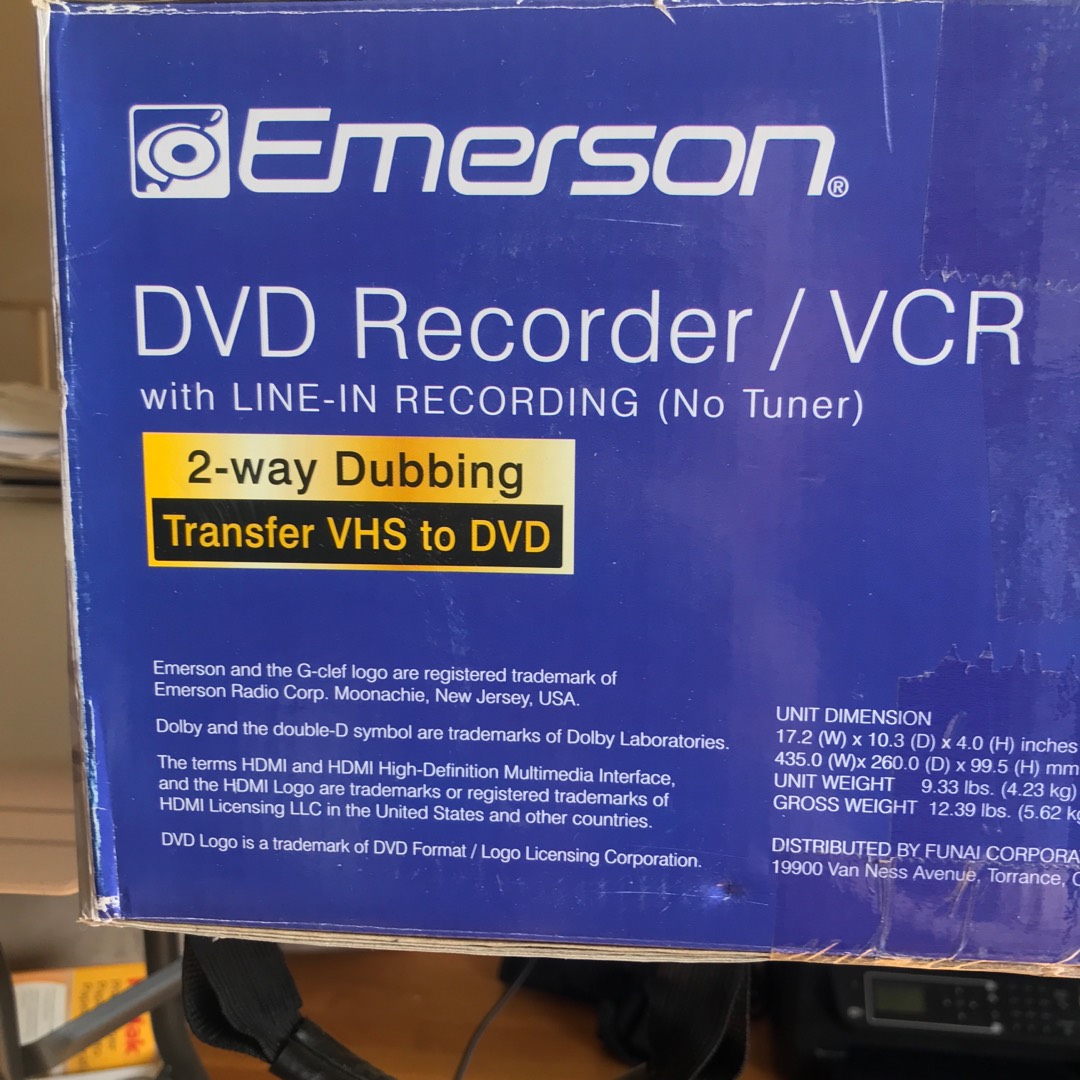 Emerson®
DVD Recorder / VCR
with LINE-IN RECORDING (No Tuner)
2-way Dubbing
Transfer VHS to DVD
Emerson and the G-clef logo are registered trademark of
Emerson Radio Corp. Moonachie, New Jersey, USA.
Dolby and the double-D symbol are trademarks of Dolby Laboratories.
The terms HDMI and HDMI High-Definition Multimedia Interface,
and the HDMI Logo are trademarks or registered trademarks of
HDMI Licensing LLC in the United States and other countries.
DVD Logo is a trademark of DVD Format / Logo Licensing Corporation.
UNIT DIMENSION
17.2 (W) x 10.3 (D) x 4.0 (H) inches
435.0 (W)x 260.0 (D) x 99.5 (H) mm
UNIT WEIGHT 9.33 lbs. (4.23 kg)
GROSS WEIGHT 12.39 lbs. (5.62 kg
DISTRIBUTED BY FUNAI CORPORA
19900 Van Ness Avenue, Torrance,